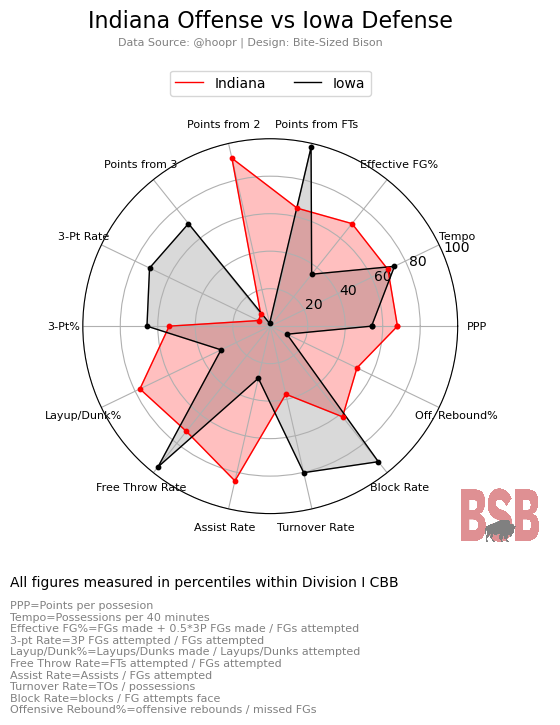 Indiana Offense vs Iowa Defense
Data Source: @hoopr | Design: Bite-Sized Bison
Indiana
Iowa
Points from 2
Points from FTs
Points from 3
Effective FG%
3-Pt Rate
Tempo
100
80
60
40
20
3-Pt%
PPP
Layup/Dunk%
Off. Rebound%
Free Throw Rate
Block Rate
Assist Rate
Turnover Rate
BSB
All figures measured in percentiles within Division I CBB
PPP=Points per possesion
Tempo=Possessions per 40 minutes
Effective FG%=FGs made + 0.5*3P FGs made / FGs attempted
3-pt Rate=3P FGs attempted / FGs attempted
Layup/Dunk%=Layups/Dunks made / Layups/Dunks attempted
Free Throw Rate=FTs attempted / FGs attempted
Assist Rate=Assists / FGs attempted
Turnover Rate=TOs / possessions
Block Rate=blocks / FG attempts face
Offensive Rebound%=offensive rebounds / missed FGs